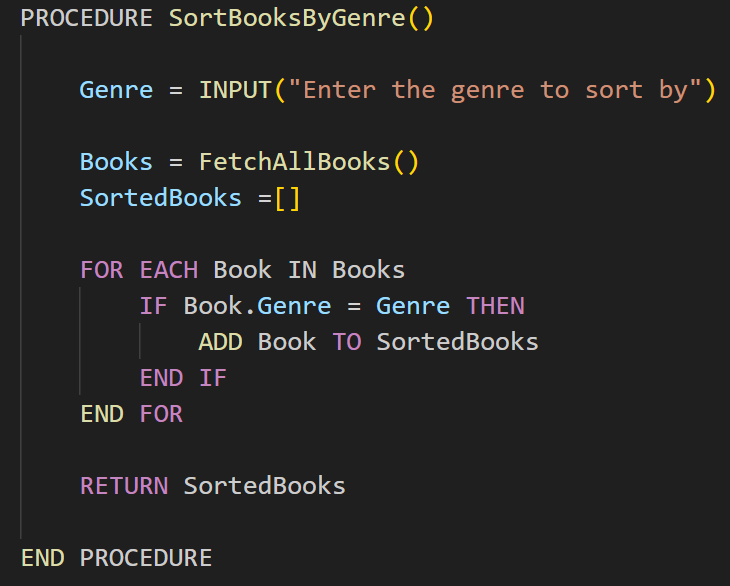 PROCEDURE SortBooksByGenre()
Genre = INPUT("Enter the genre to sort by")
Books = FetchAllBooks()
SortedBooks =[]
FOR EACH Book IN Books
IF Book.Genre = Genre THEN
ADD Book TO SortedBooks
END IF
END FOR
RETURN SortedBooks
END PROCEDURE